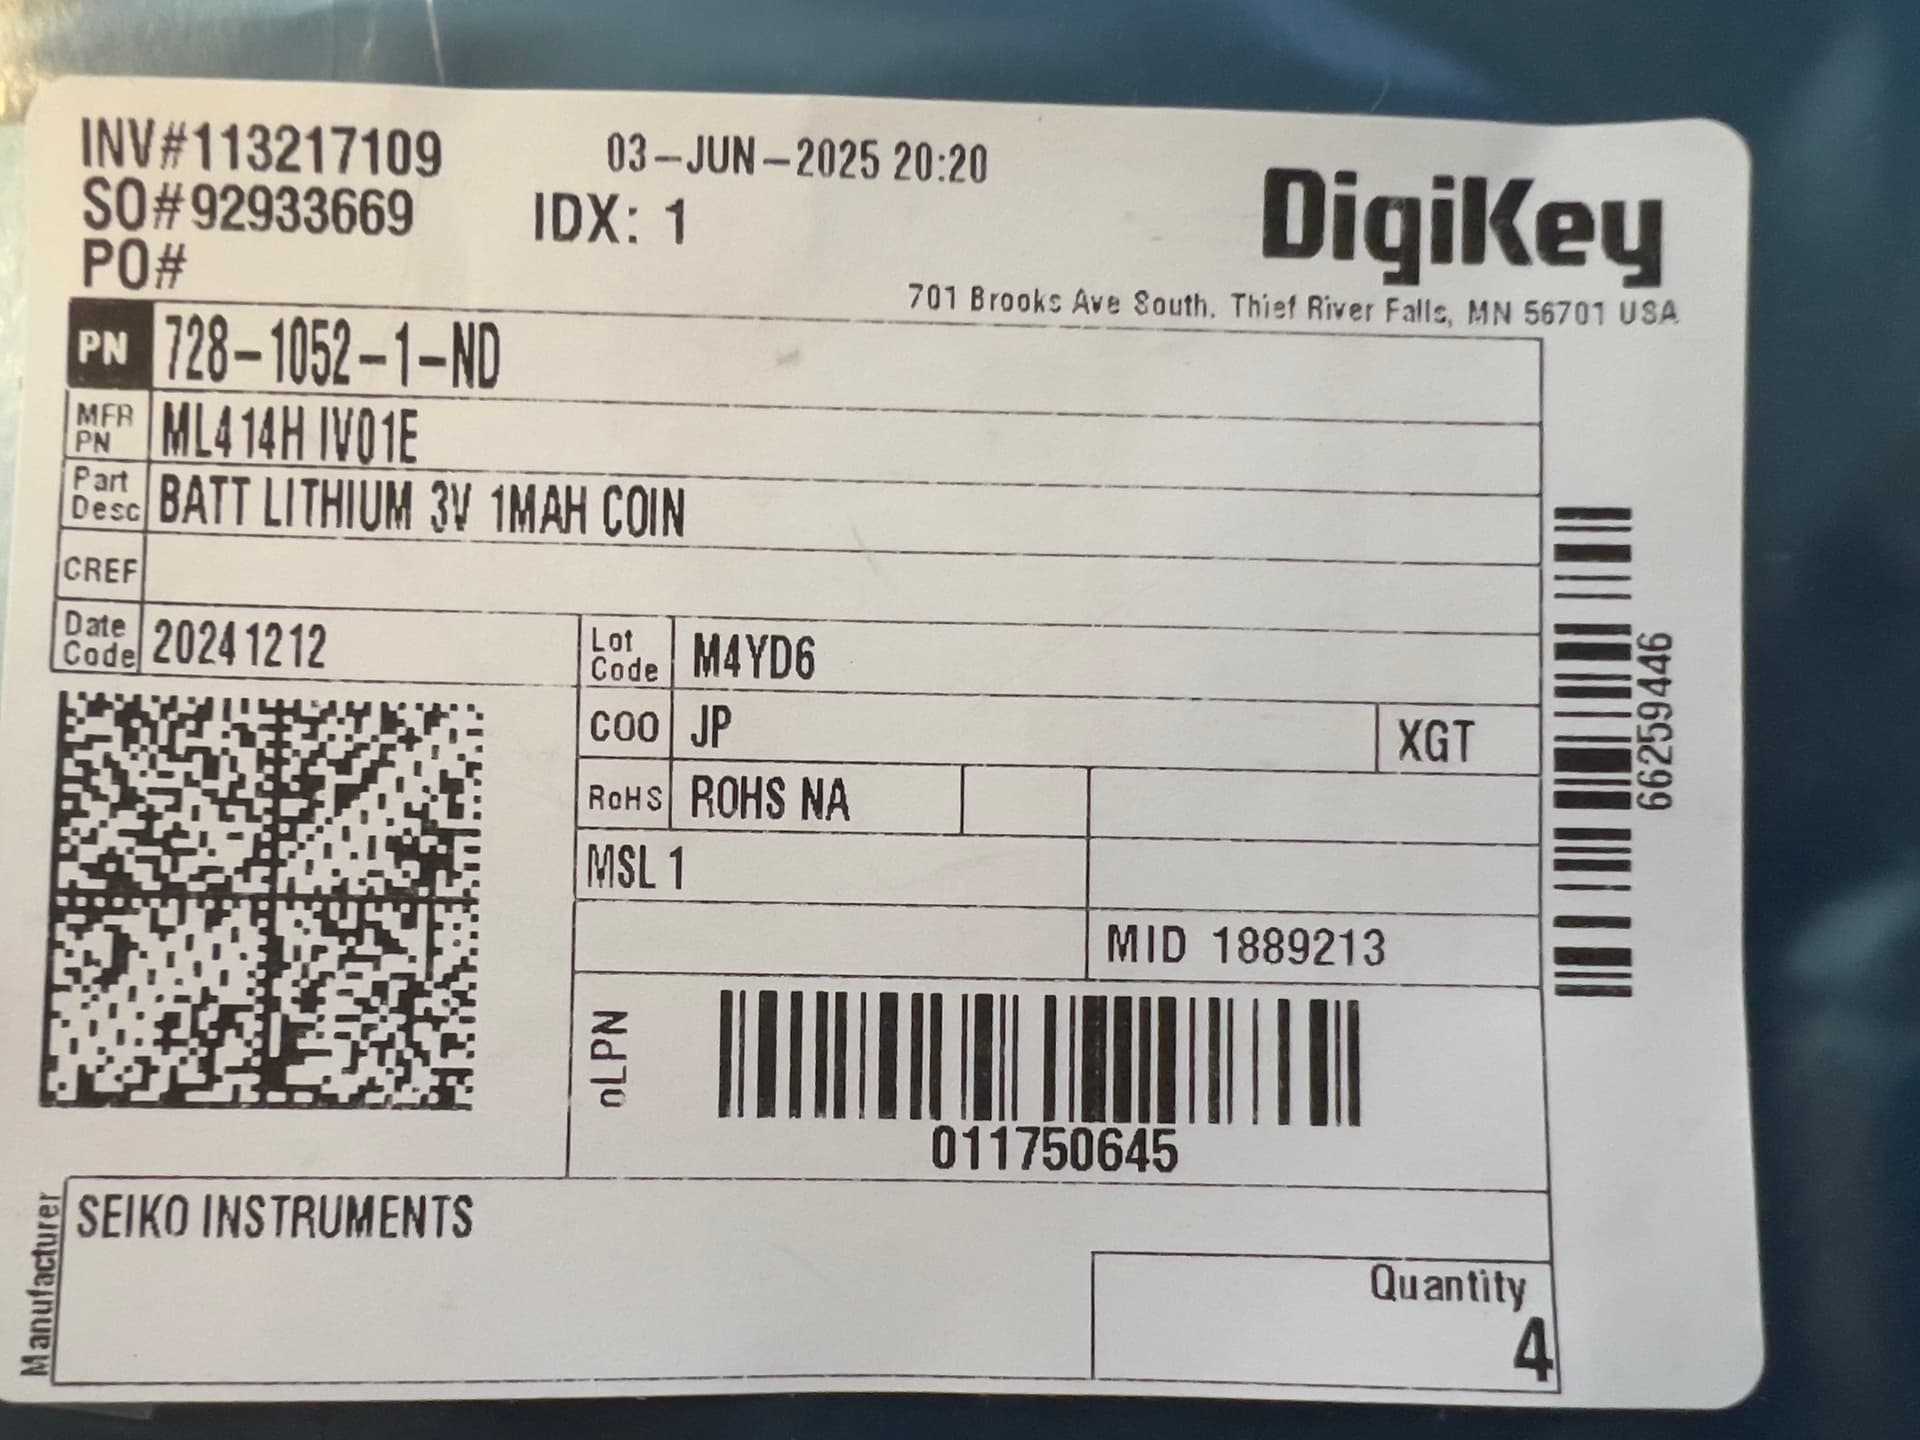 INV#113217109
03-JUN-2025 20:20
SO#92933669
IDX: 1
PO#
DigiKey
701 Brooks Ave South, Thief River Falls, MN 56701 USA
PN 728-1052-1-ND
MFR PN ML414H IV01E
Part Desc BATT LITHIUM 3V 1MAH COIN
CREF
Date Code 20241212
Lot Code M4YD6
COO JP XGT
RoHS ROHS NA
MSL 1
MID 1889213
oLPN
011750645
66259446
Manufacturer SEIKO INSTRUMENTS
Quantity
4